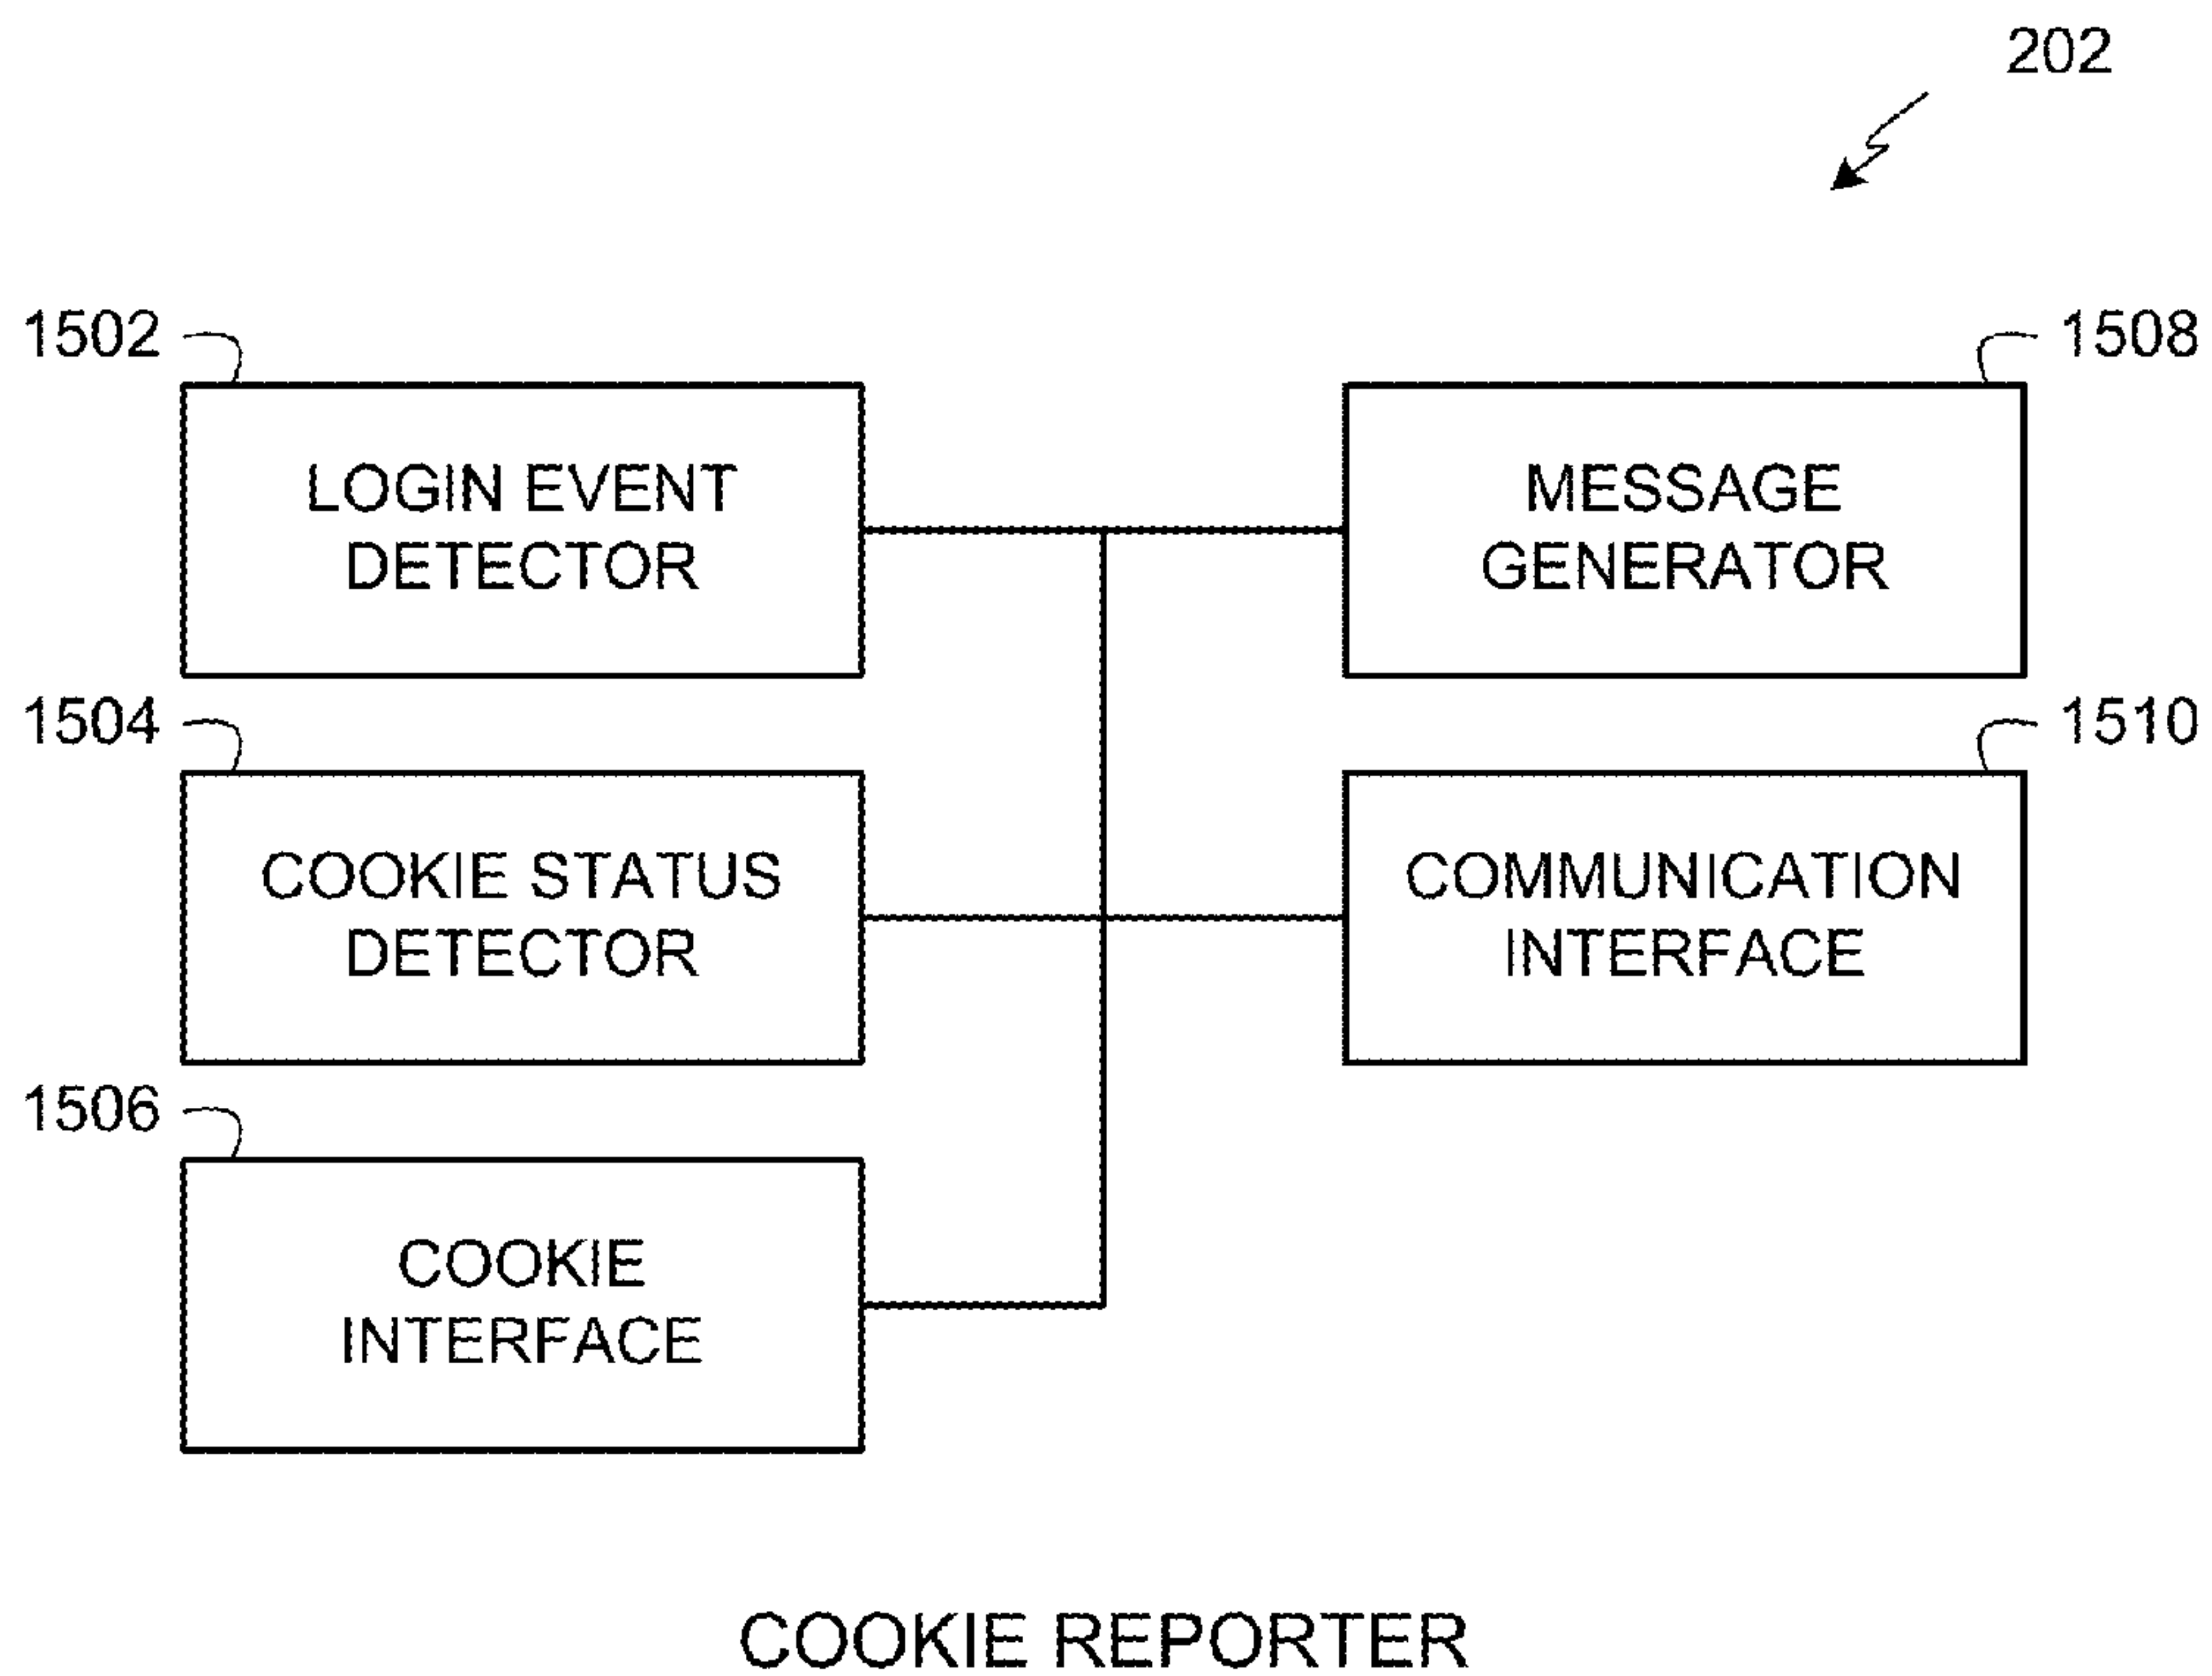 202
1502
LOGIN EVENT
DETECTOR
1508
MESSAGE
GENERATOR
1504
COOKIE STATUS
DETECTOR
1510
COMMUNICATION
INTERFACE
1506
COOKIE
INTERFACE
COOKIE REPORTER